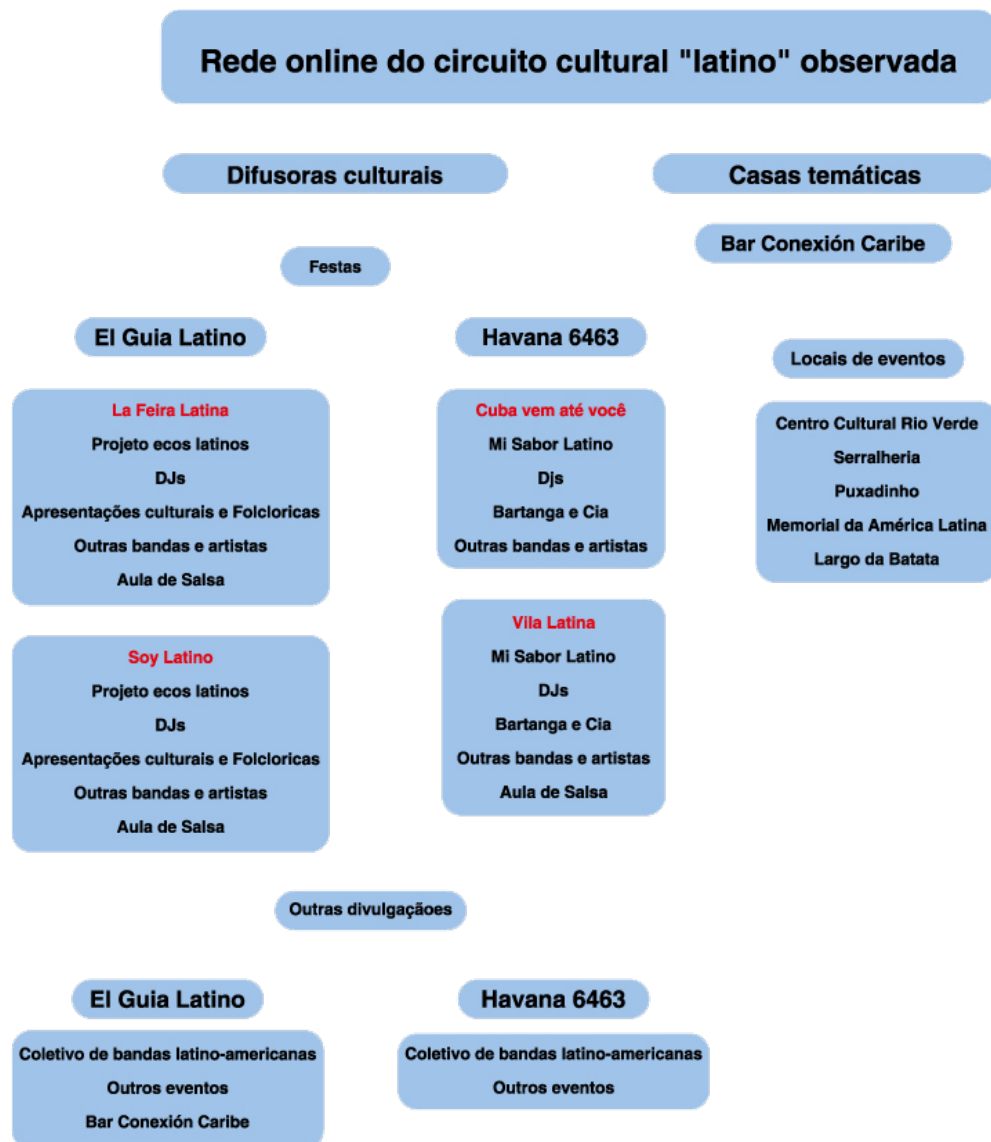 Rede online do circuito cultural "latino" observada
Difusoras culturais
Casas temáticas
Bar Conexión Caribe
Festas
El Guia Latino
Havana 6463
Locais de eventos
La Feira Latina
Projeto ecos latinos
DJs
Apresentações culturais e Folcloricas
Outras bandas e artistas
Aula de Salsa
Cuba vem até você
Mi Sabor Latino
Djs
Bartanga e Cia
Outras bandas e artistas
Centro Cultural Rio Verde
Serralheria
Puxadinho
Memorial da América Latina
Largo da Batata
Soy Latino
Projeto ecos latinos
DJs
Apresentações culturais e Folcloricas
Outras bandas e artistas
Aula de Salsa
Vila Latina
Mi Sabor Latino
DJs
Bartanga e Cia
Outras bandas e artistas
Aula de Salsa
Outras divulgaçãoes
El Guia Latino
Havana 6463
Coletivo de bandas latino-americanas
Outros eventos
Bar Conexión Caribe
Coletivo de bandas latino-americanas
Outros eventos